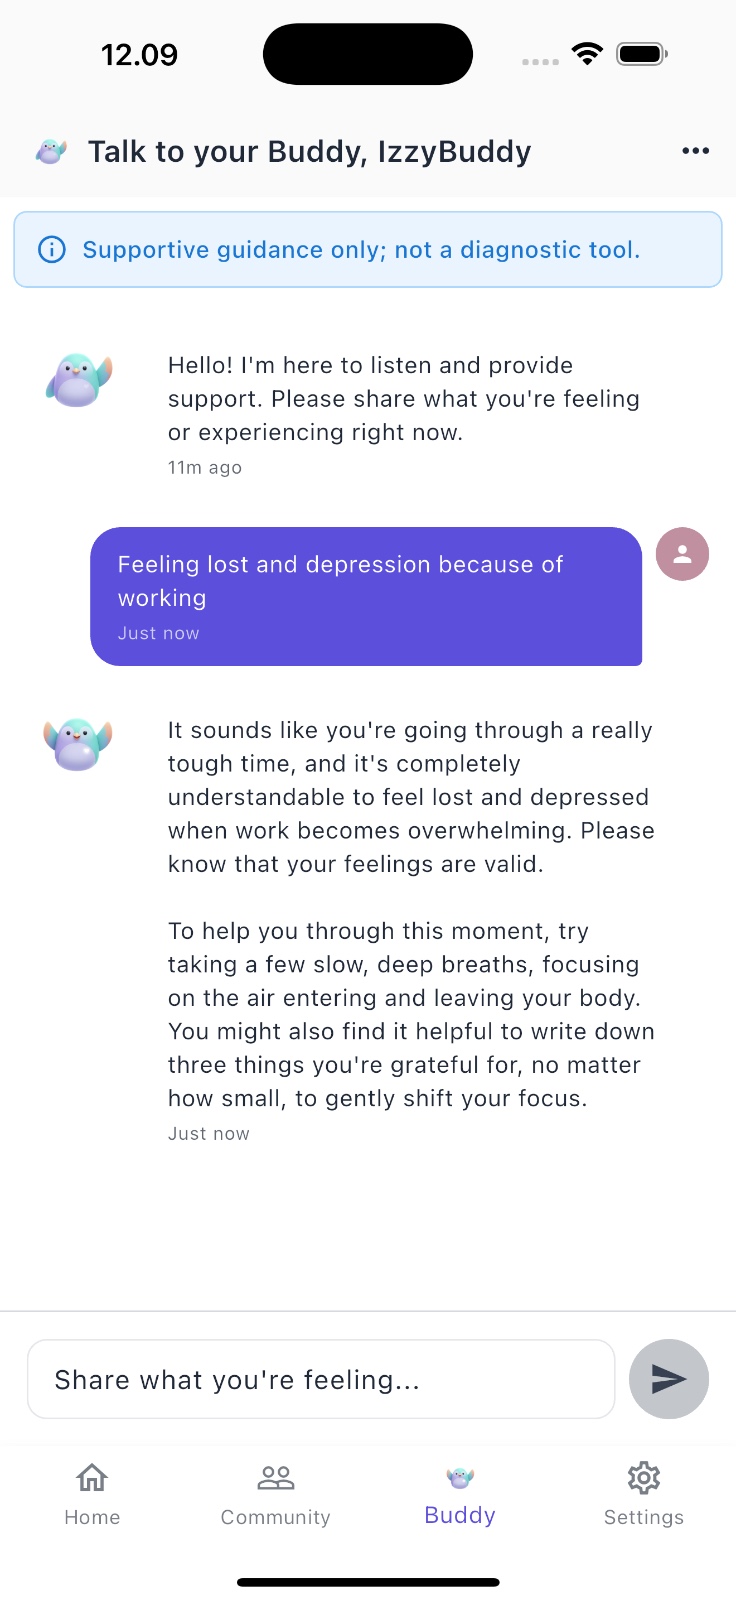 12.09
Talk to your Buddy, IzzyBuddy
Supportive guidance only; not a diagnostic tool.
Hello! I'm here to listen and provide
support. Please share what you're feeling
or experiencing right now.
11m ago
Feeling lost and depression because of
working
Just now
It sounds like you're going through a really
tough time, and it's completely
understandable to feel lost and depressed
when work becomes overwhelming. Please
know that your feelings are valid.
To help you through this moment, try
taking a few slow, deep breaths, focusing
on the air entering and leaving your body.
You might also find it helpful to write down
three things you're grateful for, no matter
how small, to gently shift your focus.
Just now
Share what you're feeling...
Home
Community
Buddy
Settings